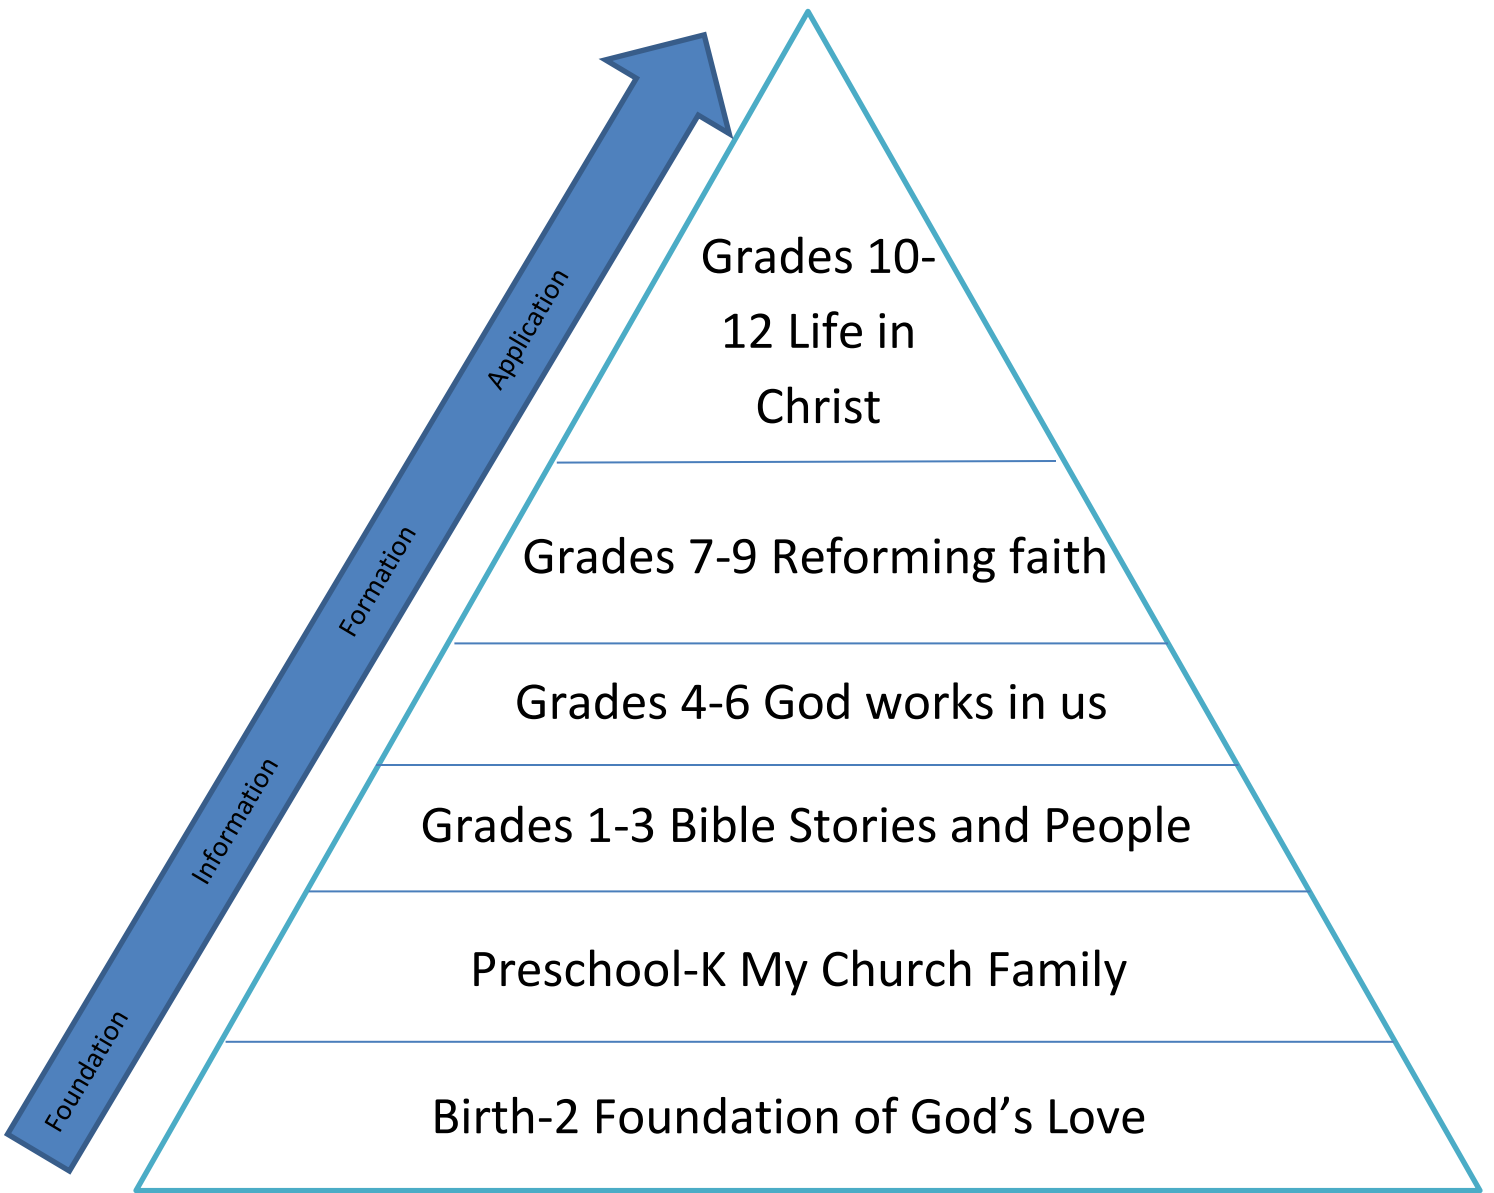 Grades 10-
12 Life in
Christ
Grades 7-9 Reforming faith
Grades 4-6 God works in us
Grades 1-3 Bible Stories and People
Preschool-K My Church Family
Birth-2 Foundation of God’s Love
Application
Formation
Information
Foundation